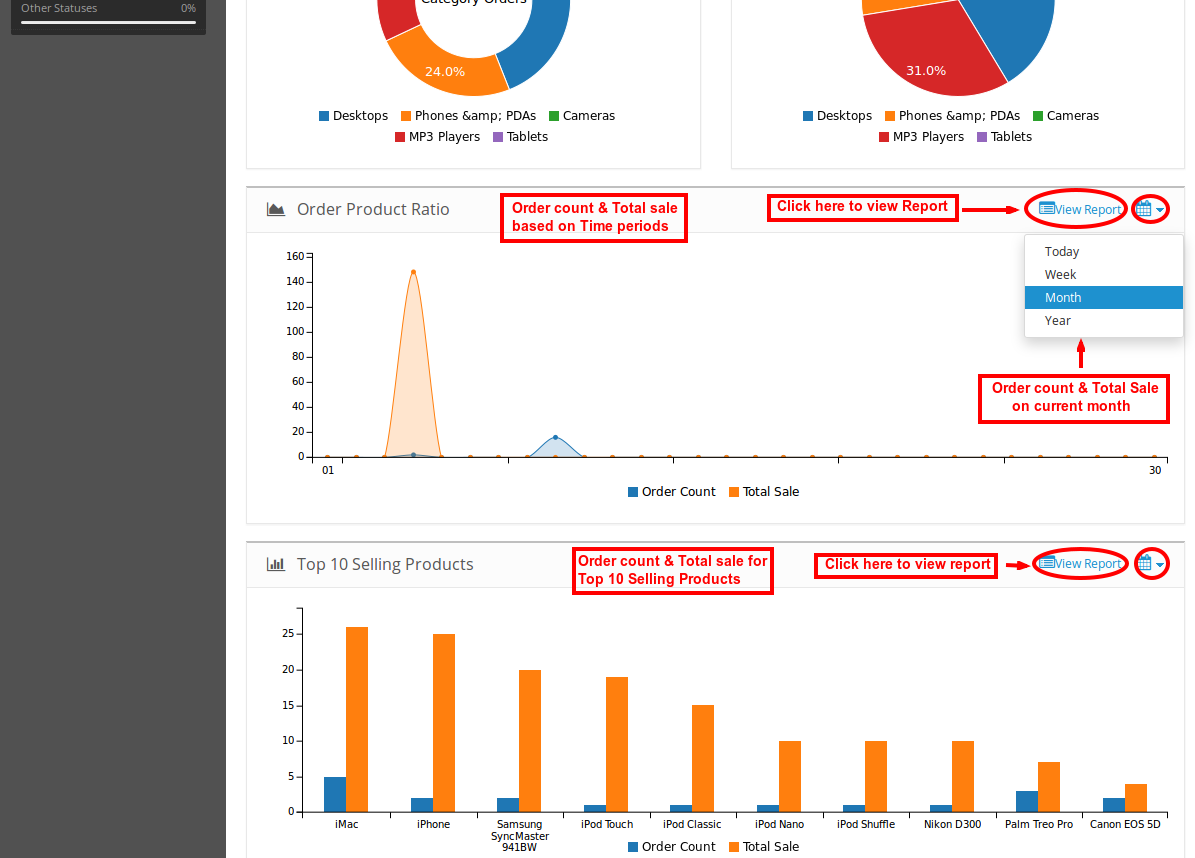 Other Statuses 0%
Category Orders
24.0%
31.0%
Desktops Phones &amp; PDAs Cameras
MP3 Players Tablets
Desktops Phones &amp; PDAs Cameras
MP3 Players Tablets
Order Product Ratio
Order count & Total sale
based on Time periods
Click here to view Report
View Report
Today
Week
Month
Year
Order count & Total Sale
on current month
160
140
120
100
80
60
40
20
0
01 30
Order Count Total Sale
Top 10 Selling Products
Order count & Total sale for
Top 10 Selling Products
Click here to view report
View Report
25
20
15
10
5
0
iMac iPhone Samsung iPod Touch iPod Classic iPod Nano iPod Shuffle Nikon D300 Palm Treo Pro Canon EOS 5D
SyncMaster
941BW
Order Count Total Sale